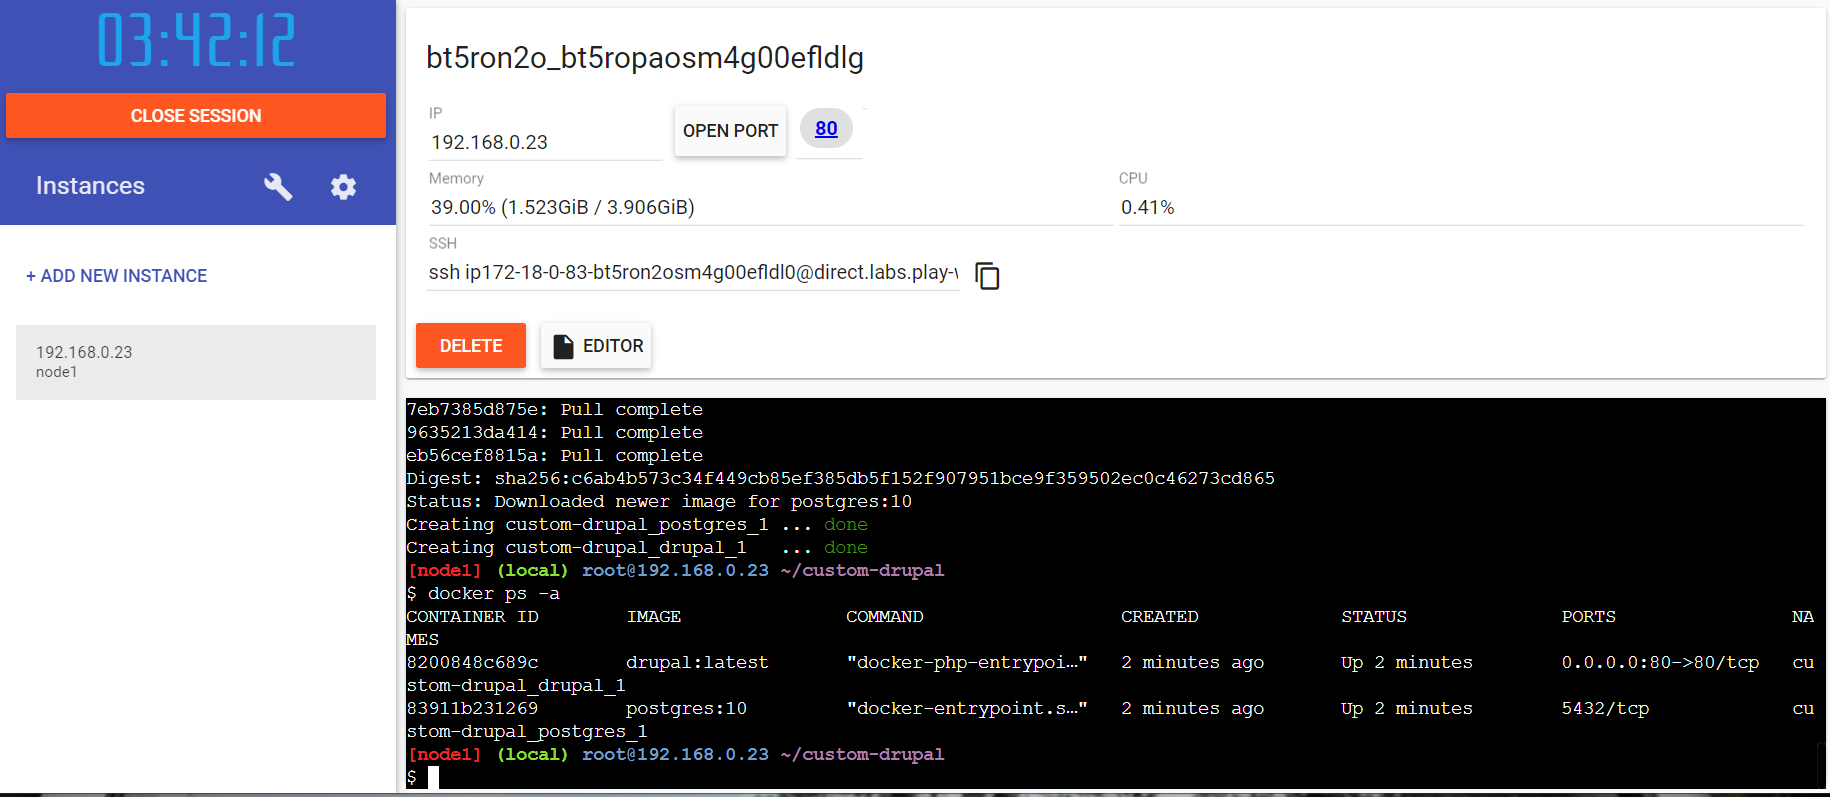 03:42:12
CLOSE SESSION
Instances
+ ADD NEW INSTANCE
192.168.0.23
node1
bt5ron2o_bt5ropaosm4g00efldlg
IP
192.168.0.23
OPEN PORT
80
Memory
39.00% (1.523GiB / 3.906GiB)
CPU
0.41%
SSH
ssh ip172-18-0-83-bt5ron2osm4g00efldl0@direct.labs.play-
DELETE
EDITOR
7eb7385d875e: Pull complete
9635213da414: Pull complete
eb56cef8815a: Pull complete
Digest: sha256:c6ab4b573c34f449cb85ef385db5f152f907951bce9f359502ec0c46273cd865
Status: Downloaded newer image for postgres:10
Creating custom-drupal_postgres_1 ... done
Creating custom-drupal_drupal_1   ... done
[node1] (local) root@192.168.0.23 ~/custom-drupal
$ docker ps -a
CONTAINER ID        IMAGE               COMMAND                  CREATED             STATUS              PORTS                NA
MES
8200848c689c        drupal:latest       "docker-php-entrypoi…"   2 minutes ago       Up 2 minutes        0.0.0.0:80->80/tcp   cu
stom-drupal_drupal_1
83911b231269        postgres:10         "docker-entrypoint.s…"   2 minutes ago       Up 2 minutes        5432/tcp             cu
stom-drupal_postgres_1
[node1] (local) root@192.168.0.23 ~/custom-drupal
$